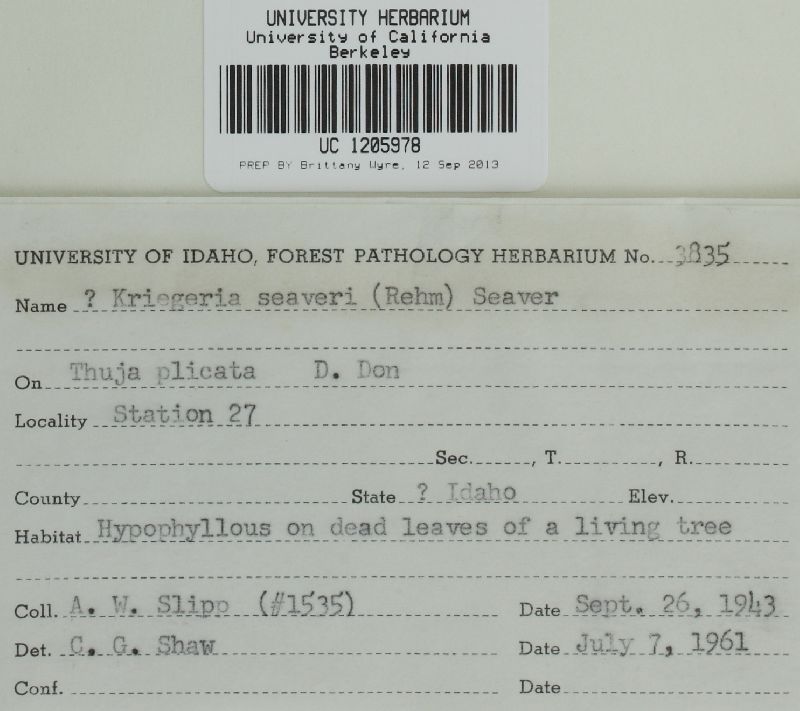 UNIVERSITY HERBARIUM
University of California
Berkeley
UC 1205978
PREP BY Brittany Wyre, 12 Sep 2013
UNIVERSITY OF IDAHO, FOREST PATHOLOGY HERBARIUM No. 3835
Name ? Kriegeria seaveri (Rehm) Seaver
On Thuja plicata D. Don
Locality Station 27
Sec. , T. , R.
County State ? Idaho Elev.
Habitat Hypophyllous on dead leaves of a living tree
Coll. A. W. Slipp (#1535) Date Sept. 26, 1943
Det. C. G. Shaw Date July 7, 1961
Conf. Date